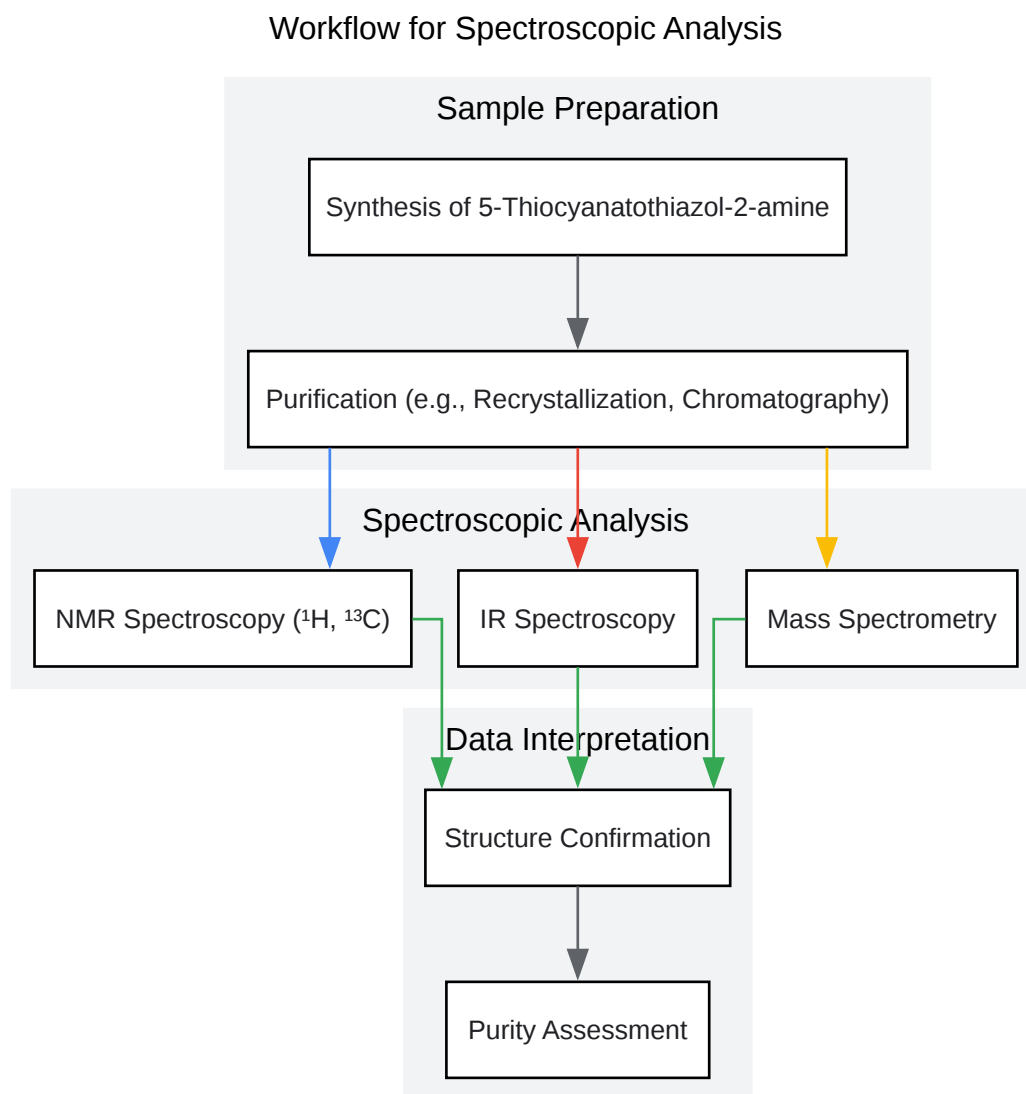 Workflow for Spectroscopic Analysis
Sample Preparation
Synthesis of 5-Thiocyanatothiazol-2-amine
Purification (e.g., Recrystallization, Chromatography)
Spectroscopic Analysis
NMR Spectroscopy (¹H, ¹³C)
IR Spectroscopy
Mass Spectrometry
Data Interpretation
Structure Confirmation
Purity Assessment